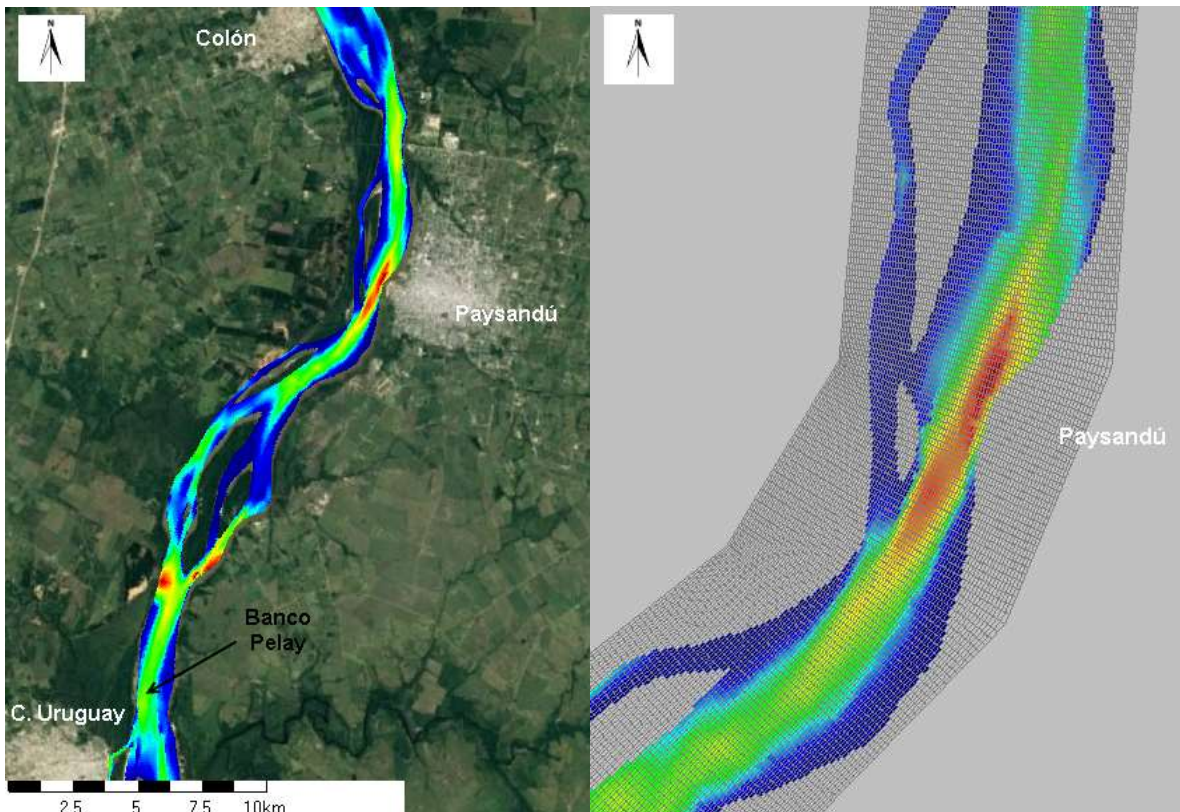 N
Colón
Paysandú
Banco
Pelay
C. Uruguay
2.5 5 7.5 10km
N
Paysandú